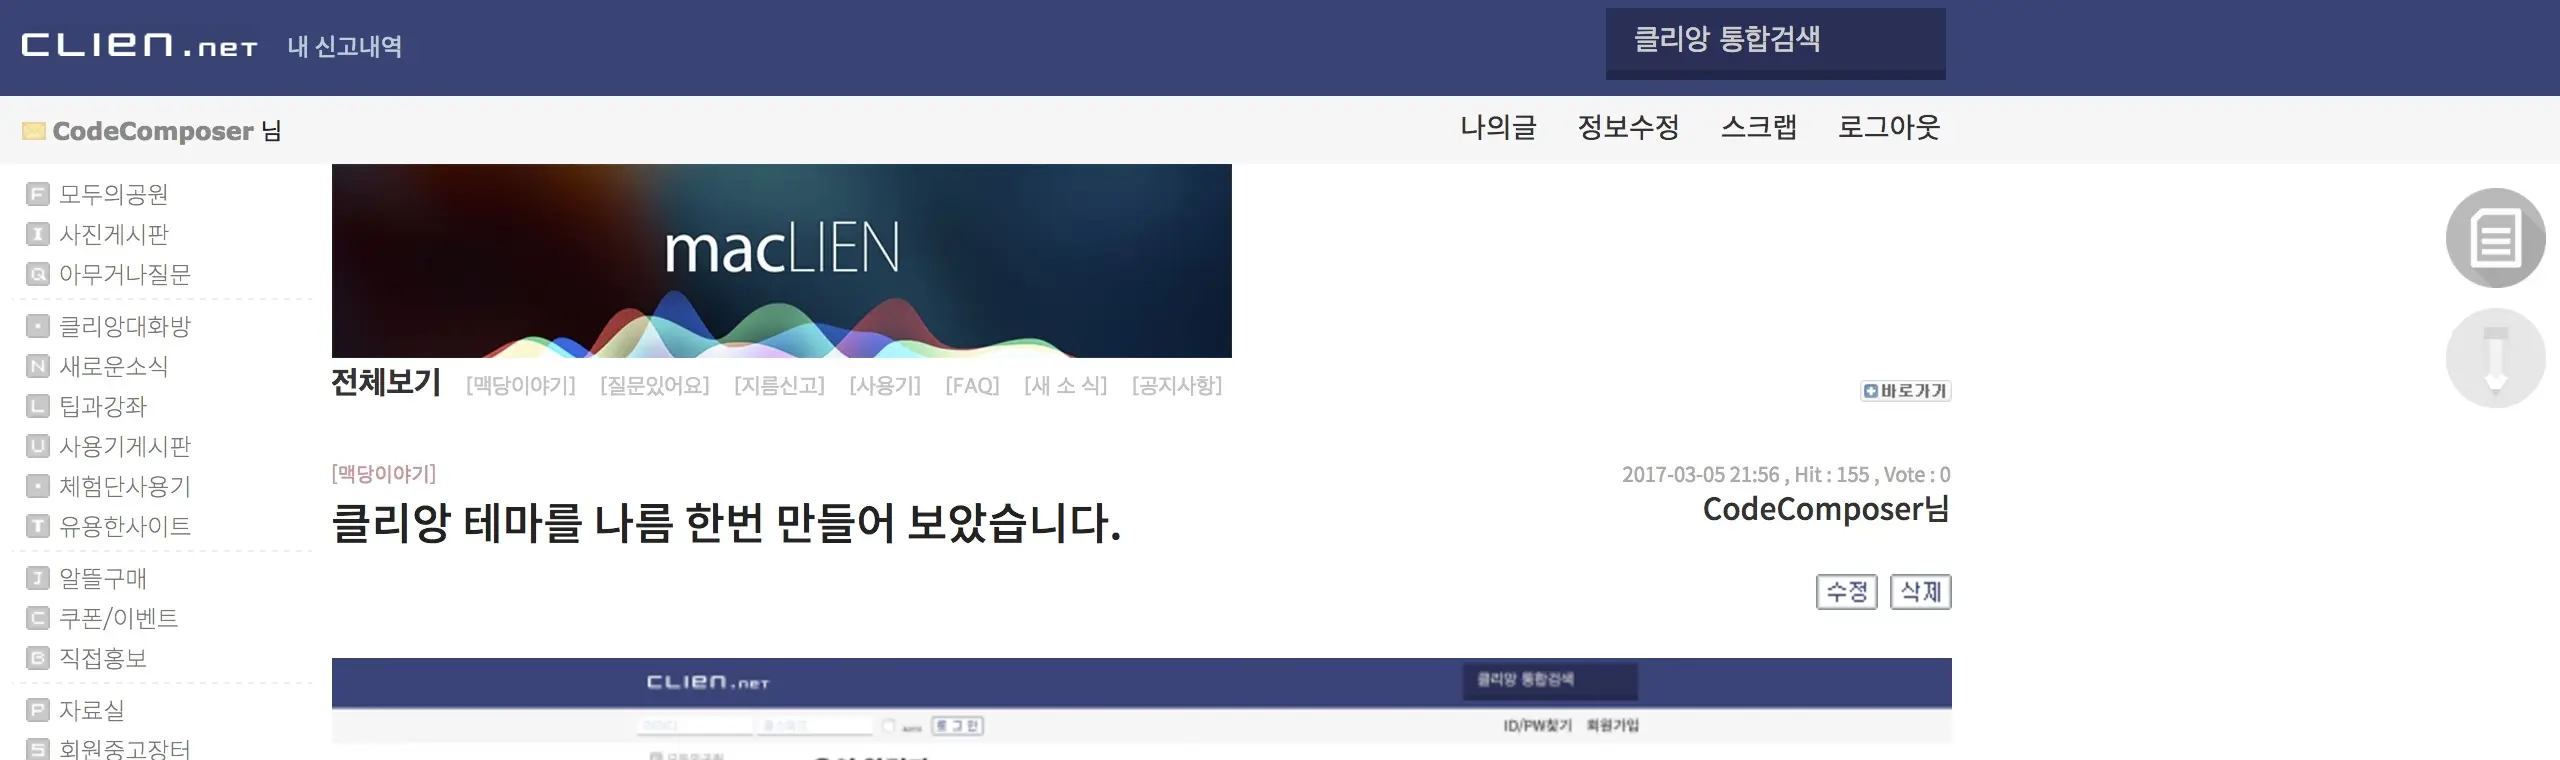 CLIEN.NET 내 신고내역 클리앙 통합검색
CodeComposer 님 나의글 정보수정 스크랩 로그아웃
F 모두의공원
I 사진게시판
Q 아무거나질문
클리앙대화방
N 새로운소식
L 팁과강좌
U 사용기게시판
체험단사용기
T 유용한사이트
J 알뜰구매
C 쿠폰/이벤트
B 직접홍보
P 자료실
S 회원중고장터
macLIEN
전체보기 [맥당이야기] [질문있어요] [지름신고] [사용기] [FAQ] [새 소 식] [공지사항] 바로가기
[맥당이야기] 2017-03-05 21:56 , Hit : 155 , Vote : 0
클리앙 테마를 나름 한번 만들어 보았습니다. CodeComposer님
수정 삭제
CLIEN.NET 클리앙 통합검색
로그인 ID/PW찾기 회원가입